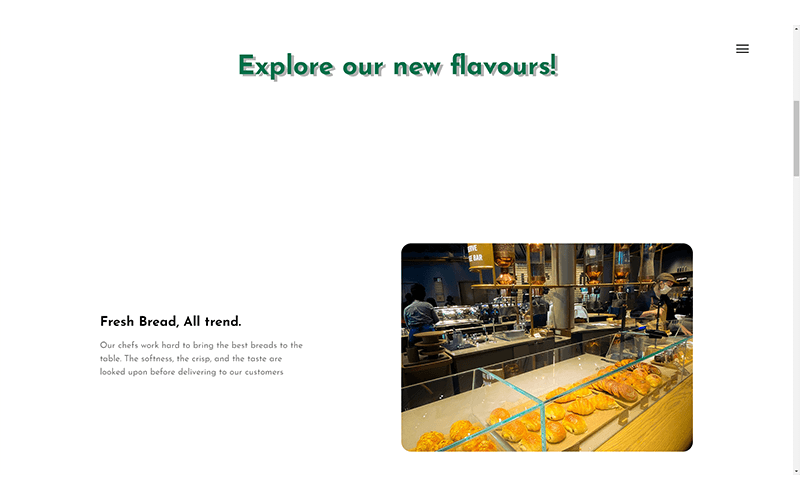 Explore our new flavours!
Fresh Bread, All trend.
Our chefs work hard to bring the best breads to the
table. The softness, the crisp, and the taste are
looked upon before delivering to our customers
BAR